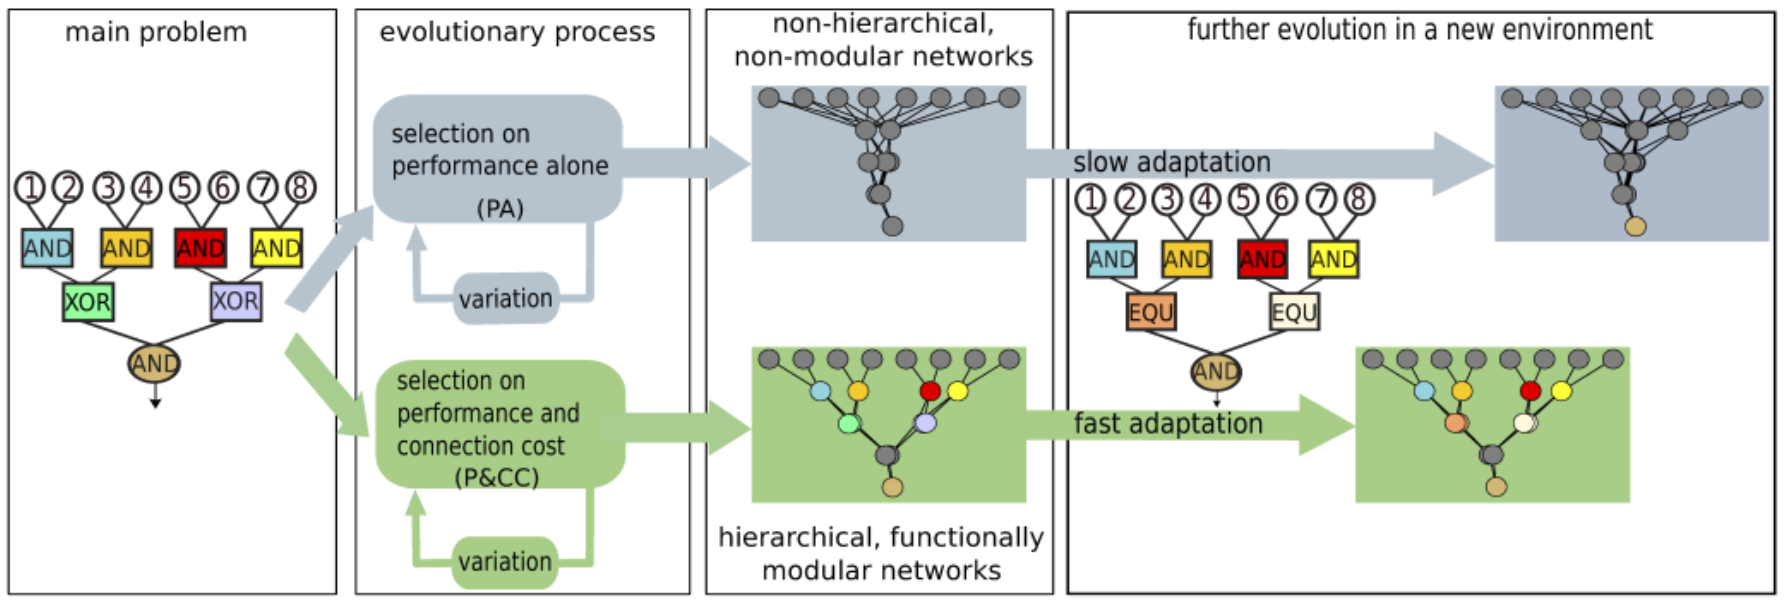 main problem
1 2 3 4 5 6 7 8
AND AND AND AND
XOR XOR
AND
evolutionary process
selection on
performance alone
(PA)
variation
selection on
performance and
connection cost
(P&CC)
variation
non-hierarchical,
non-modular networks
hierarchical, functionally
modular networks
further evolution in a new environment
slow adaptation
1 2 3 4 5 6 7 8
AND AND AND AND
EQU EQU
AND
fast adaptation